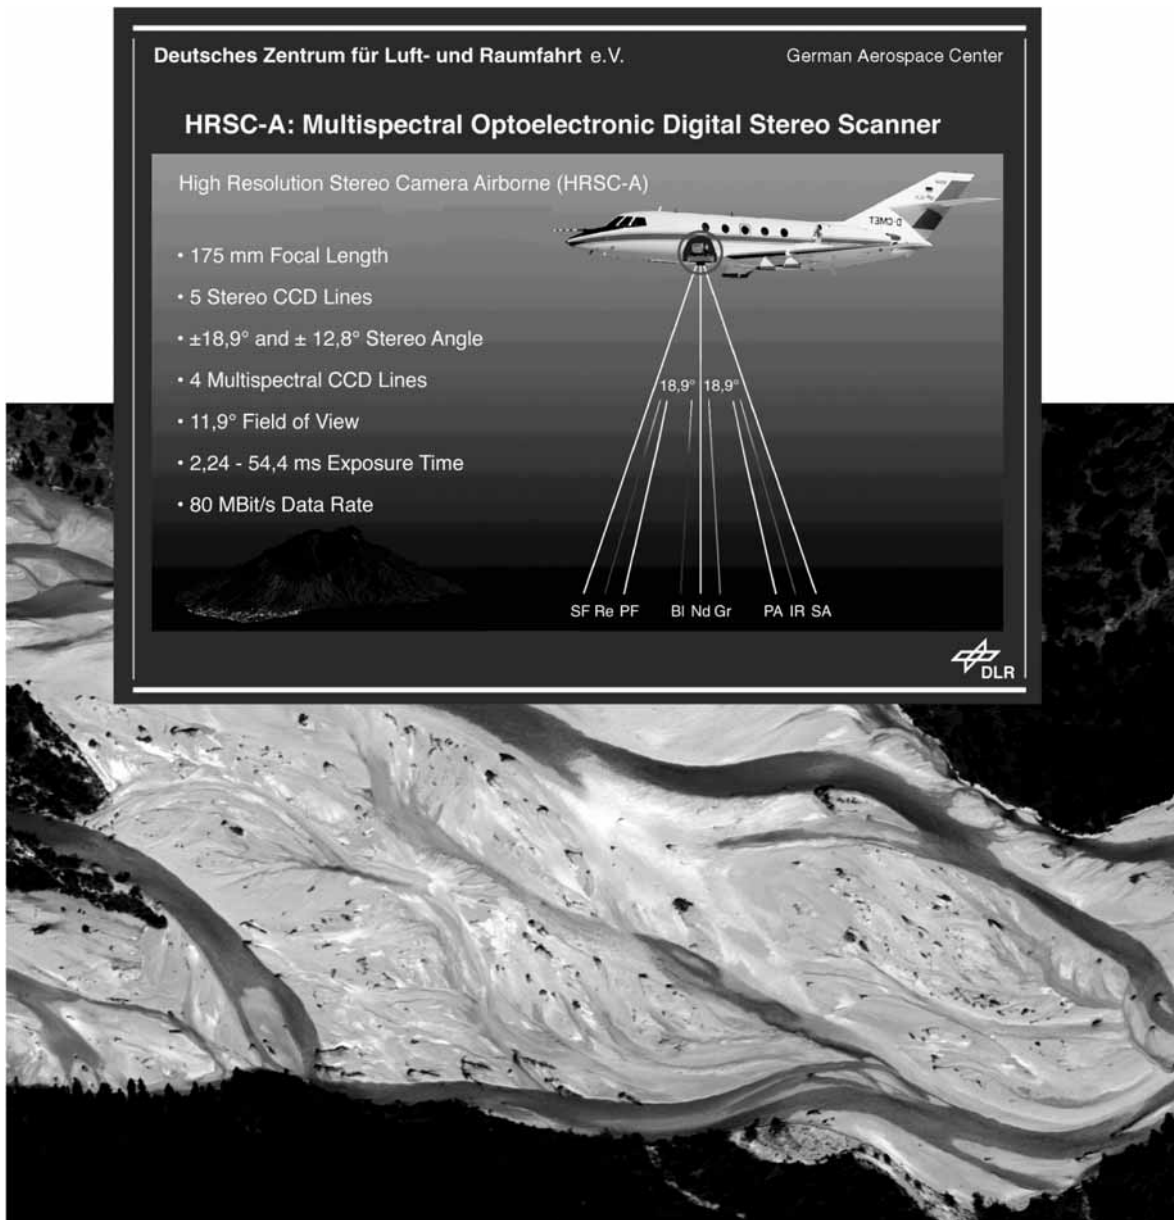 Deutsches Zentrum für Luft- und Raumfahrt e.V.
German Aerospace Center
HRSC-A: Multispectral Optoelectronic Digital Stereo Scanner
High Resolution Stereo Camera Airborne (HRSC-A)
• 175 mm Focal Length
• 5 Stereo CCD Lines
• ±18,9° and ± 12,8° Stereo Angle
• 4 Multispectral CCD Lines
• 11,9° Field of View
• 2,24 - 54,4 ms Exposure Time
• 80 MBit/s Data Rate
D-CMET
18,9° 18,9°
SF Re PF Bl Nd Gr PA IR SA
DLR